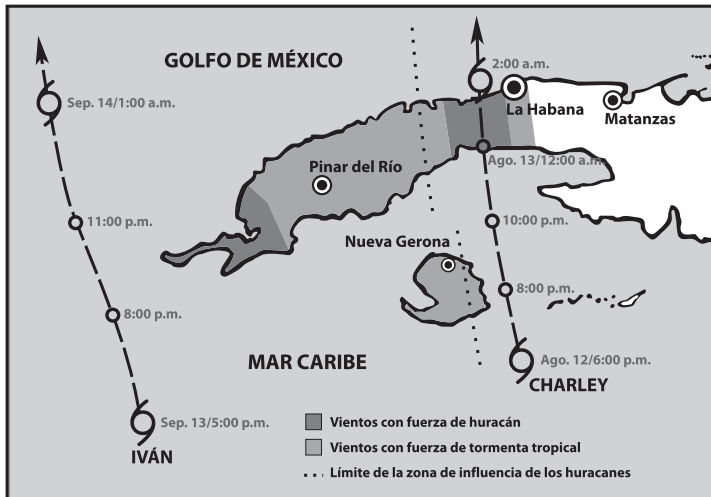 GOLFO DE MÉXICO
2:00 a.m.
Sep. 14/1:00 a.m.
La Habana
Matanzas
Ago. 13/12:00 a.m.
Pinar del Río
11:00 p.m.
10:00 p.m.
Nueva Gerona
8:00 p.m.
8:00 p.m.
MAR CARIBE
Ago. 12/6:00 p.m.
CHARLEY
Sep. 13/5:00 p.m.
IVÁN
Vientos con fuerza de huracán
Vientos con fuerza de tormenta tropical
Límite de la zona de influencia de los huracanes